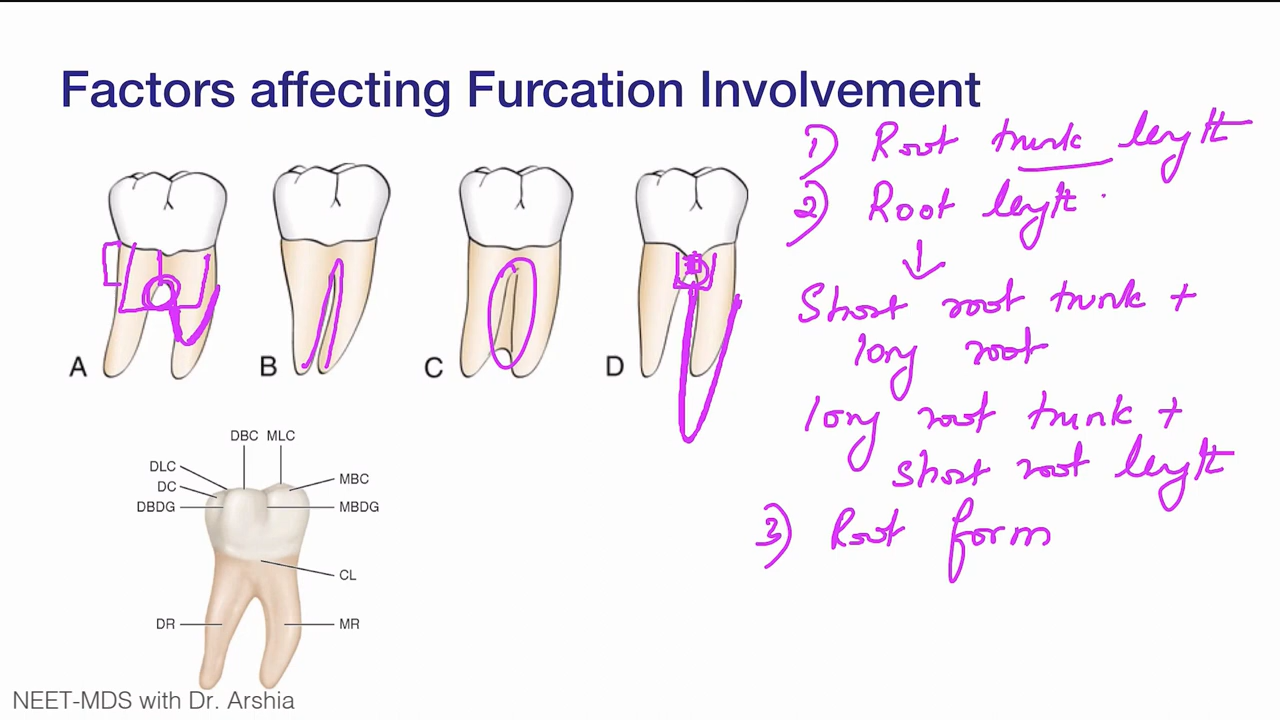 Factors affecting Furcation Involvement
1) Root trunk length
2) Root length
Short root trunk +
long root
long root trunk +
short root length
3) Root form
A
B
C
D
DBC MLC
DLC
DC
DBDG
MBC
MBDG
CL
DR
MR
NEET-MDS with Dr. Arshia